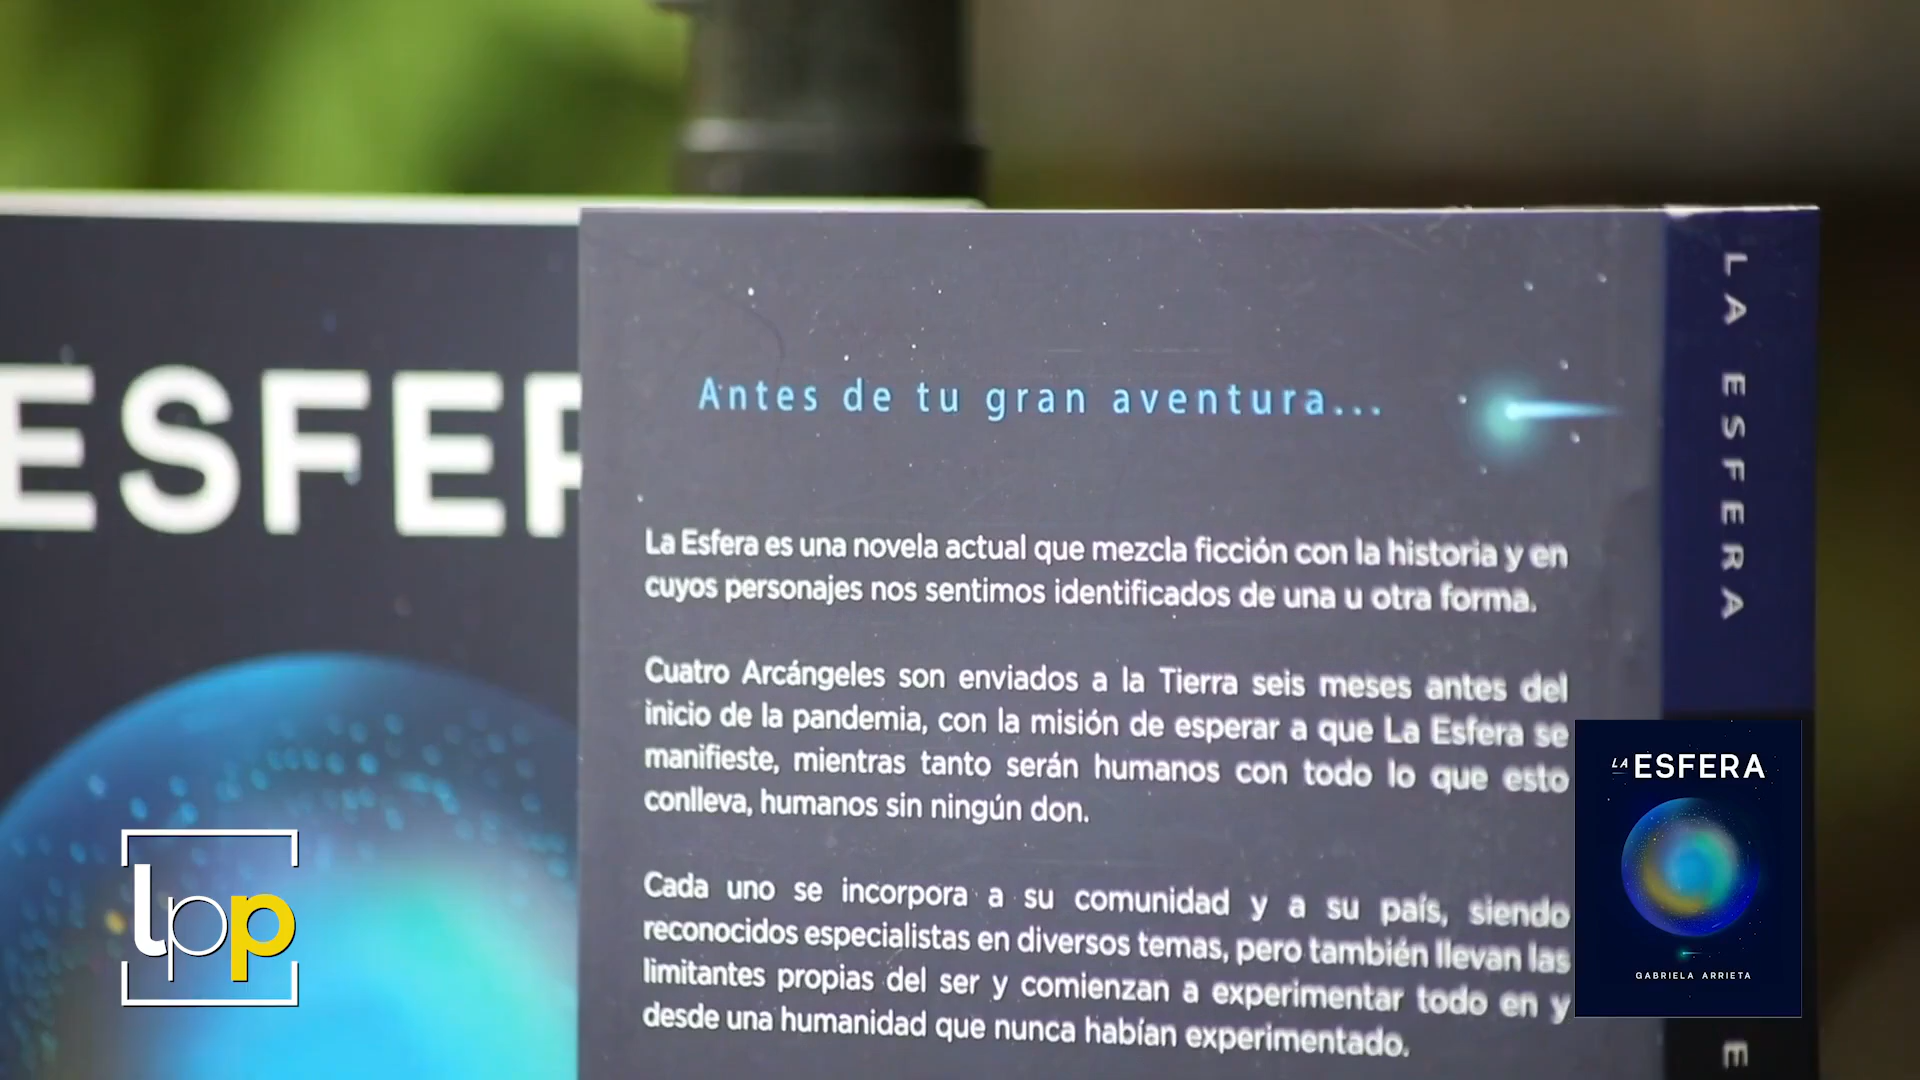 ESFER
Antes de tu gran aventura...
La Esfera es una novela actual que mezcla ficción con la historia y en
cuyos personajes nos sentimos identificados de una u otra forma.
Cuatro Arcángeles son enviados a la Tierra seis meses antes del
inicio de la pandemia, con la misión de esperar a que La Esfera se
manifieste, mientras tanto serán humanos con todo lo que esto
conlleva, humanos sin ningún don.
Cada uno se incorpora a su comunidad y a su país, siendo
reconocidos especialistas en diversos temas, pero también llevan las
limitantes propias del ser y comienzan a experimentar todo en y
desde una humanidad que nunca habían experimentado.
LA ESFERA
E
lpp
LA ESFERA
GABRIELA ARRIETA